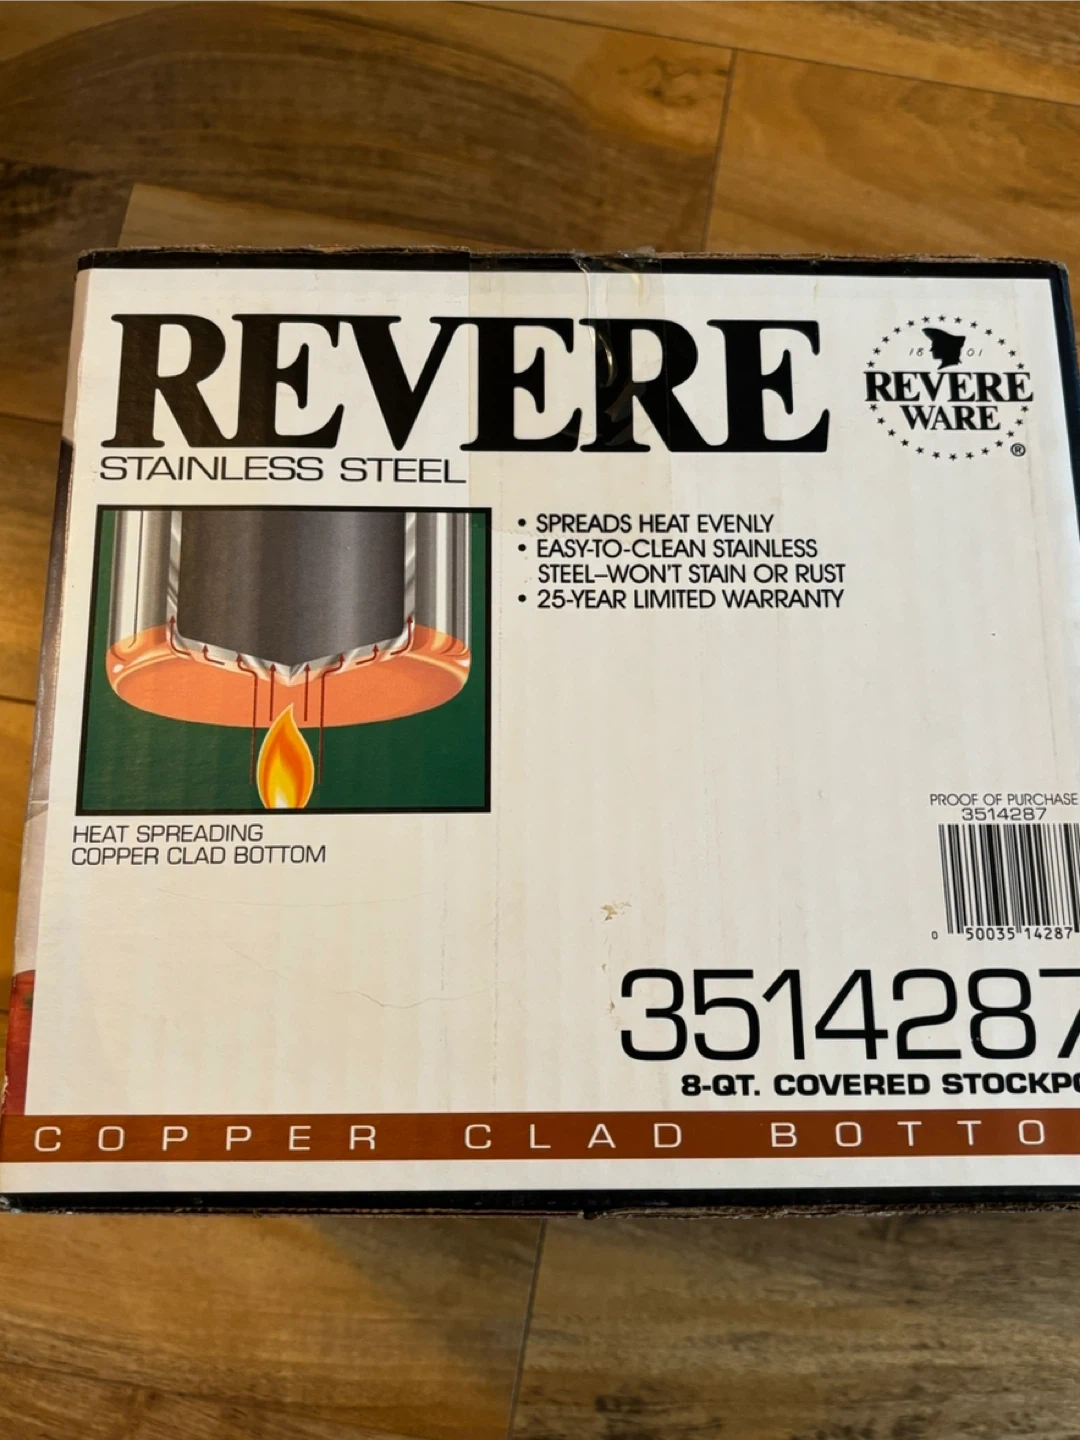 REVERE
18 01
REVERE
WARE
®
STAINLESS STEEL
• SPREADS HEAT EVENLY
• EASY-TO-CLEAN STAINLESS
STEEL–WON'T STAIN OR RUST
• 25-YEAR LIMITED WARRANTY
HEAT SPREADING
COPPER CLAD BOTTOM
PROOF OF PURCHASE
3514287
0 50035 14287
3514287
8-QT. COVERED STOCKPO
COPPER CLAD BOTTO